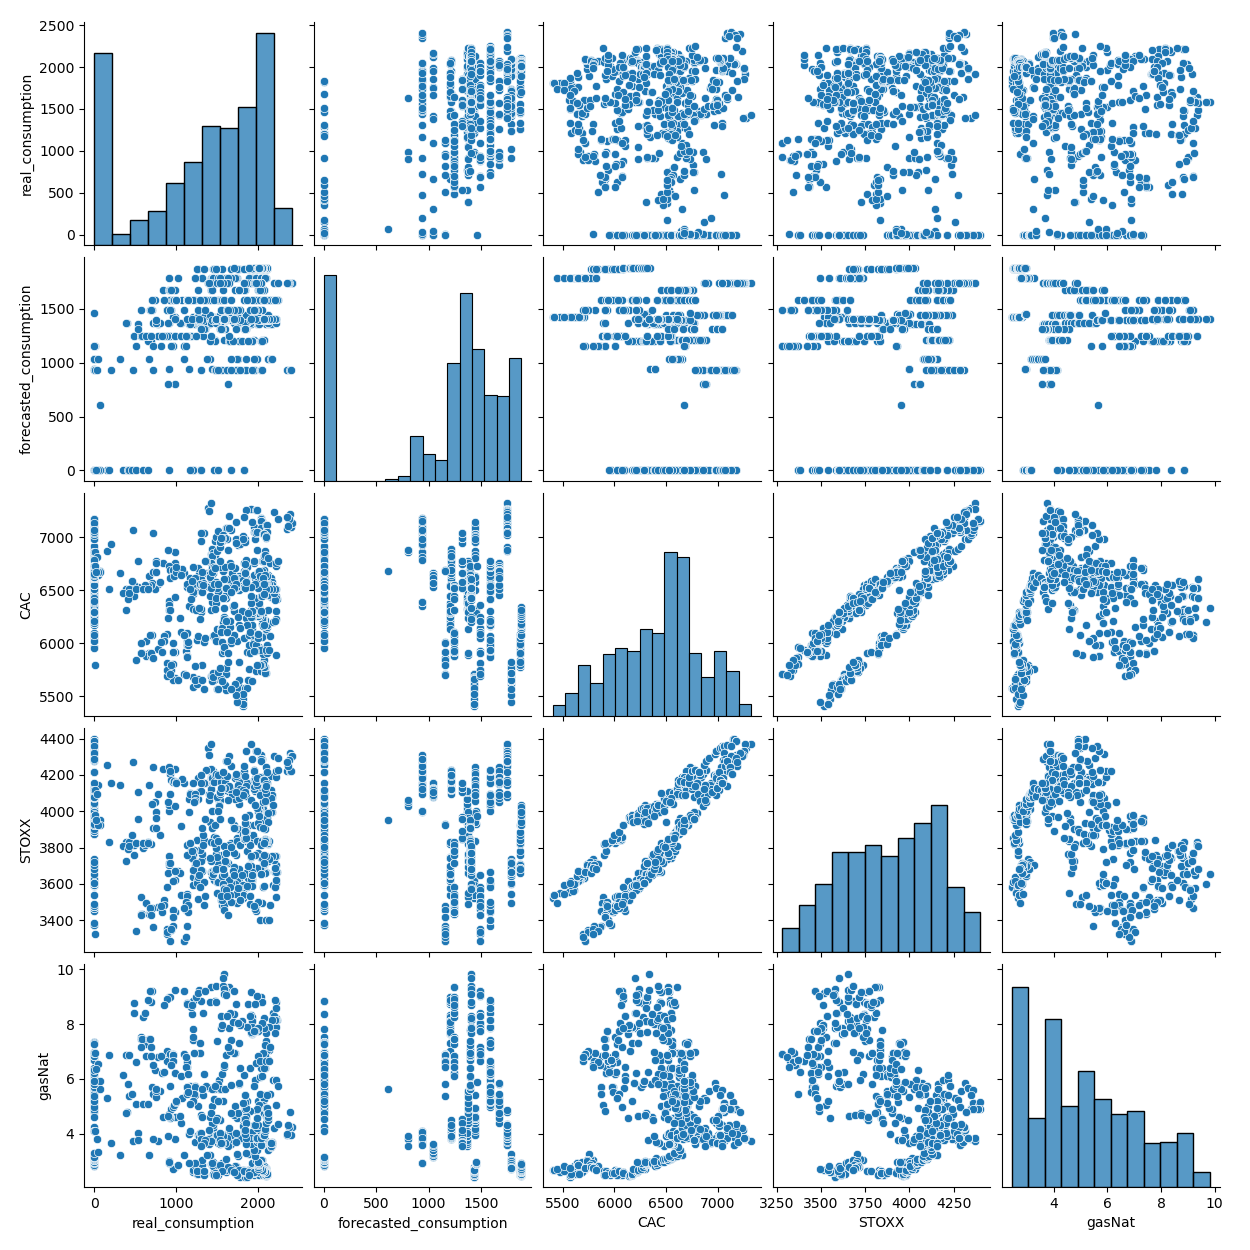 2500
2000
1500
1000
500
0
real_consumption
1500
1000
500
0
forecasted_consumption
7000
6500
6000
5500
CAC
4400
4200
4000
3800
3600
3400
STOXX
10
8
6
4
gasNat
0 1000 2000
real_consumption
0 500 1000 1500
forecasted_consumption
5500 6000 6500 7000
CAC
3250 3500 3750 4000 4250
STOXX
4 6 8 10
gasNat